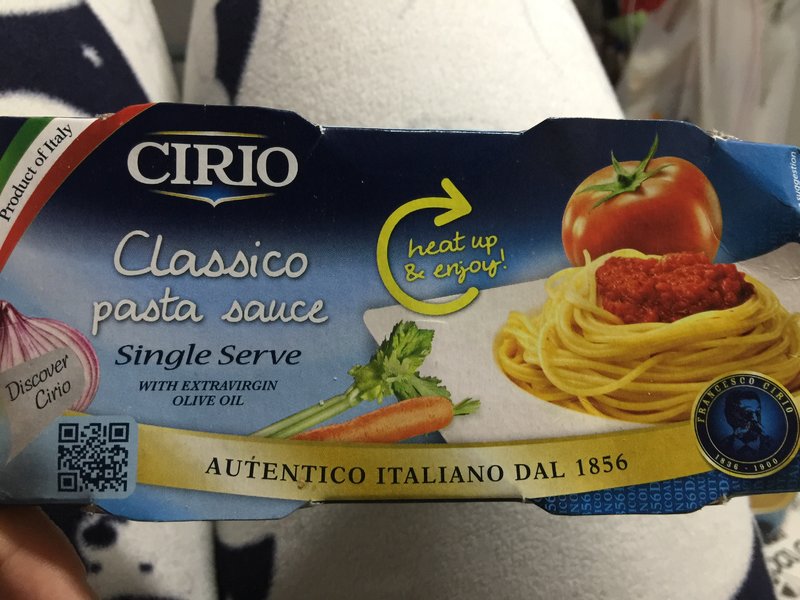 Product of Italy
CIRIO
Classico
pasta sauce
Single Serve
WITH EXTRAVIRGIN
OLIVE OIL
heat up
& enjoy!
suggestion
Discover
Cirio
FRANCESCO CIRIO
1836 - 1900
AUTENTICO ITALIANO DAL 1856